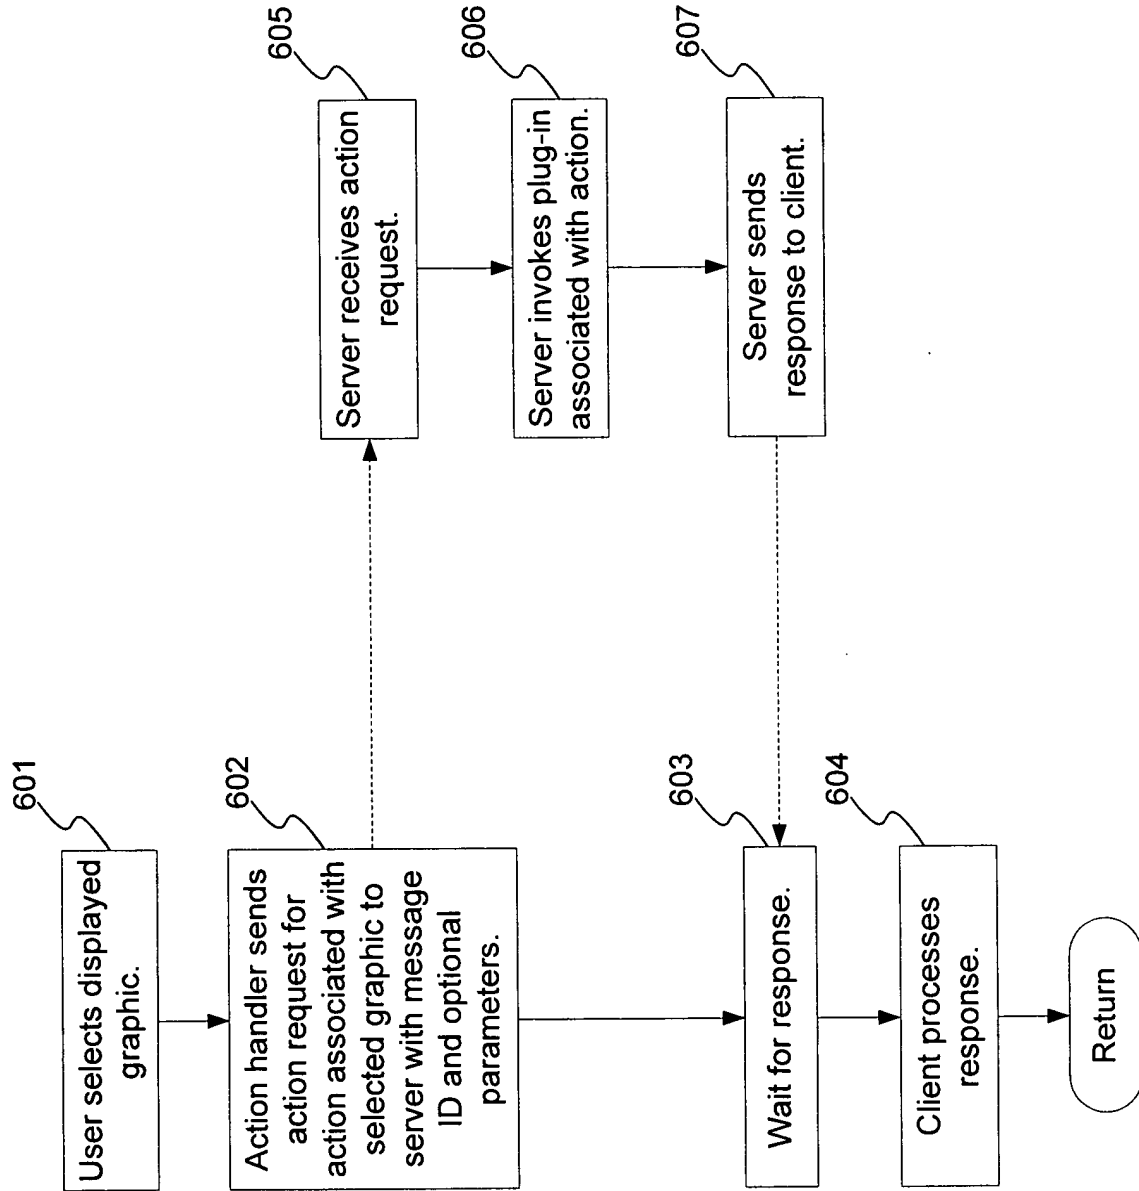 601
User selects displayed
graphic.
602
Action handler sends
action request for
action associated with
selected graphic to
server with message
ID and optional
parameters.
603
Wait for response.
604
Client processes
response.
Return
605
Server receives action
request.
606
Server invokes plug-in
associated with action.
607
Server sends
response to client.